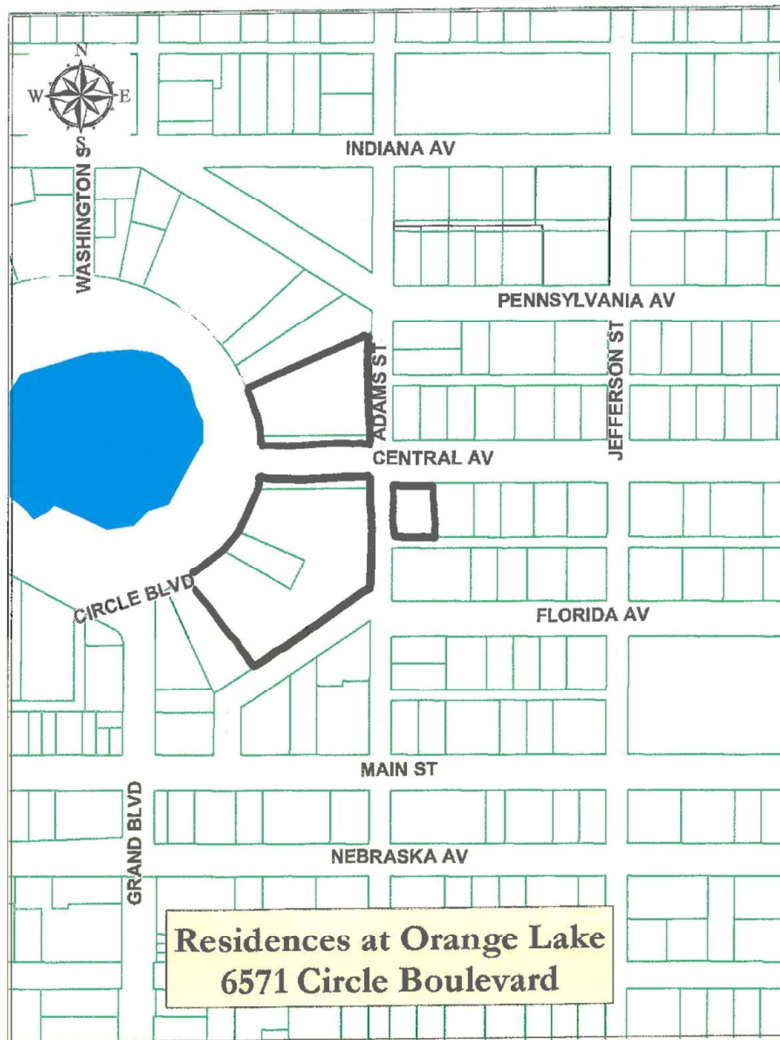 N
W E
S
INDIANA AV
WASHINGTON S
PENNSYLVANIA AV
ADAMS ST
JEFFERSON ST
CENTRAL AV
CIRCLE BLVD
FLORIDA AV
MAIN ST
GRAND BLVD
NEBRASKA AV
Residences at Orange Lake
6571 Circle Boulevard